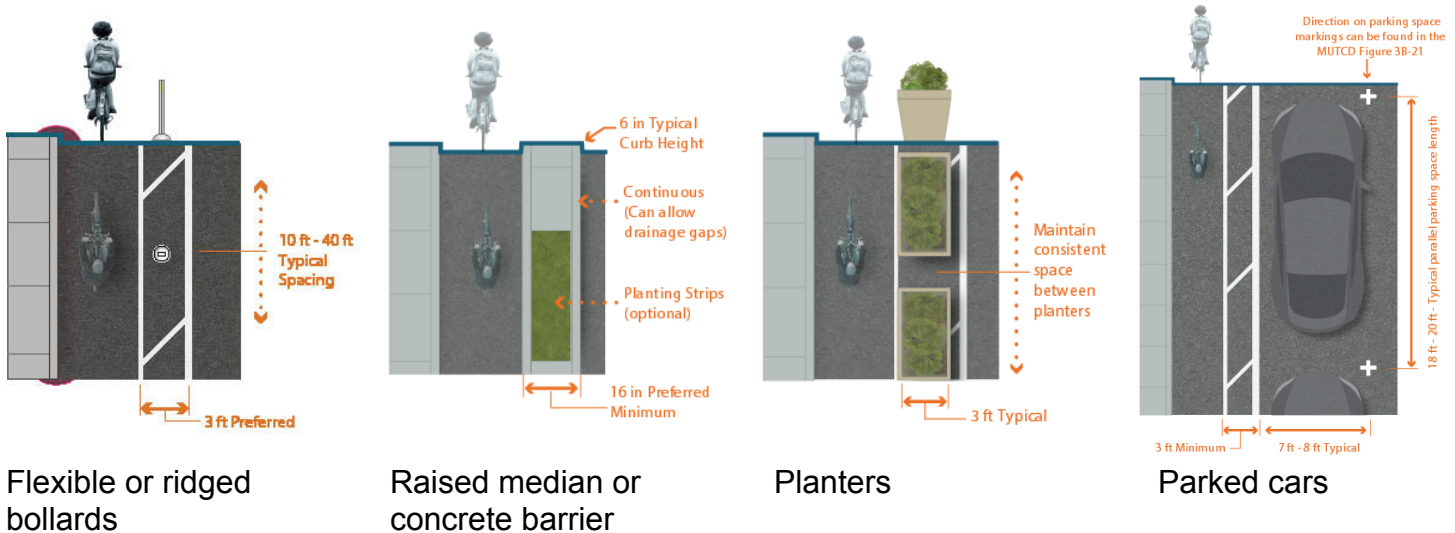 10 ft - 40 ft
Typical
Spacing
3 ft Preferred
Flexible or ridged
bollards
6 in Typical
Curb Height
Continuous
(Can allow
drainage gaps)
Planting Strips
(optional)
16 in Preferred
Minimum
Raised median or
concrete barrier
Maintain
consistent
space
between
planters
3 ft Typical
Planters
Direction on parking space
markings can be found in the
MUTCD Figure 3B-21
18 ft - 20 ft - Typical parallel parking space length
3 ft Minimum
7 ft - 8 ft Typical
Parked cars